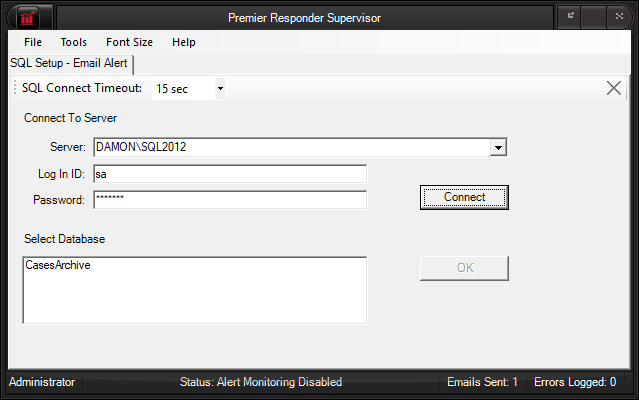 Premier Responder Supervisor
File Tools Font Size Help
SQL Setup - Email Alert
SQL Connect Timeout: 15 sec
Connect To Server
Server: DAMON\SQL2012
Log In ID: sa
Password: *******
Connect
Select Database
CasesArchive
OK
Administrator Status: Alert Monitoring Disabled Emails Sent: 1 Errors Logged: 0